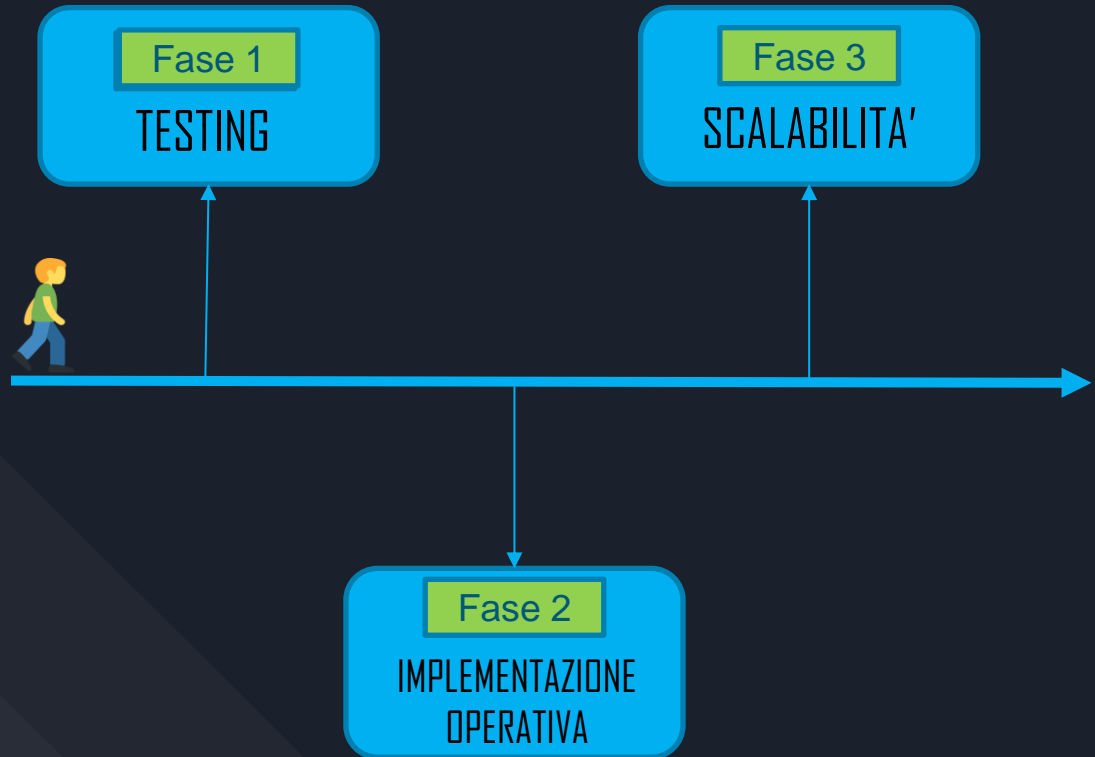 Fase 1
TESTING
Fase 2
IMPLEMENTAZIONE
OPERATIVA
Fase 3
SCALABILITA’